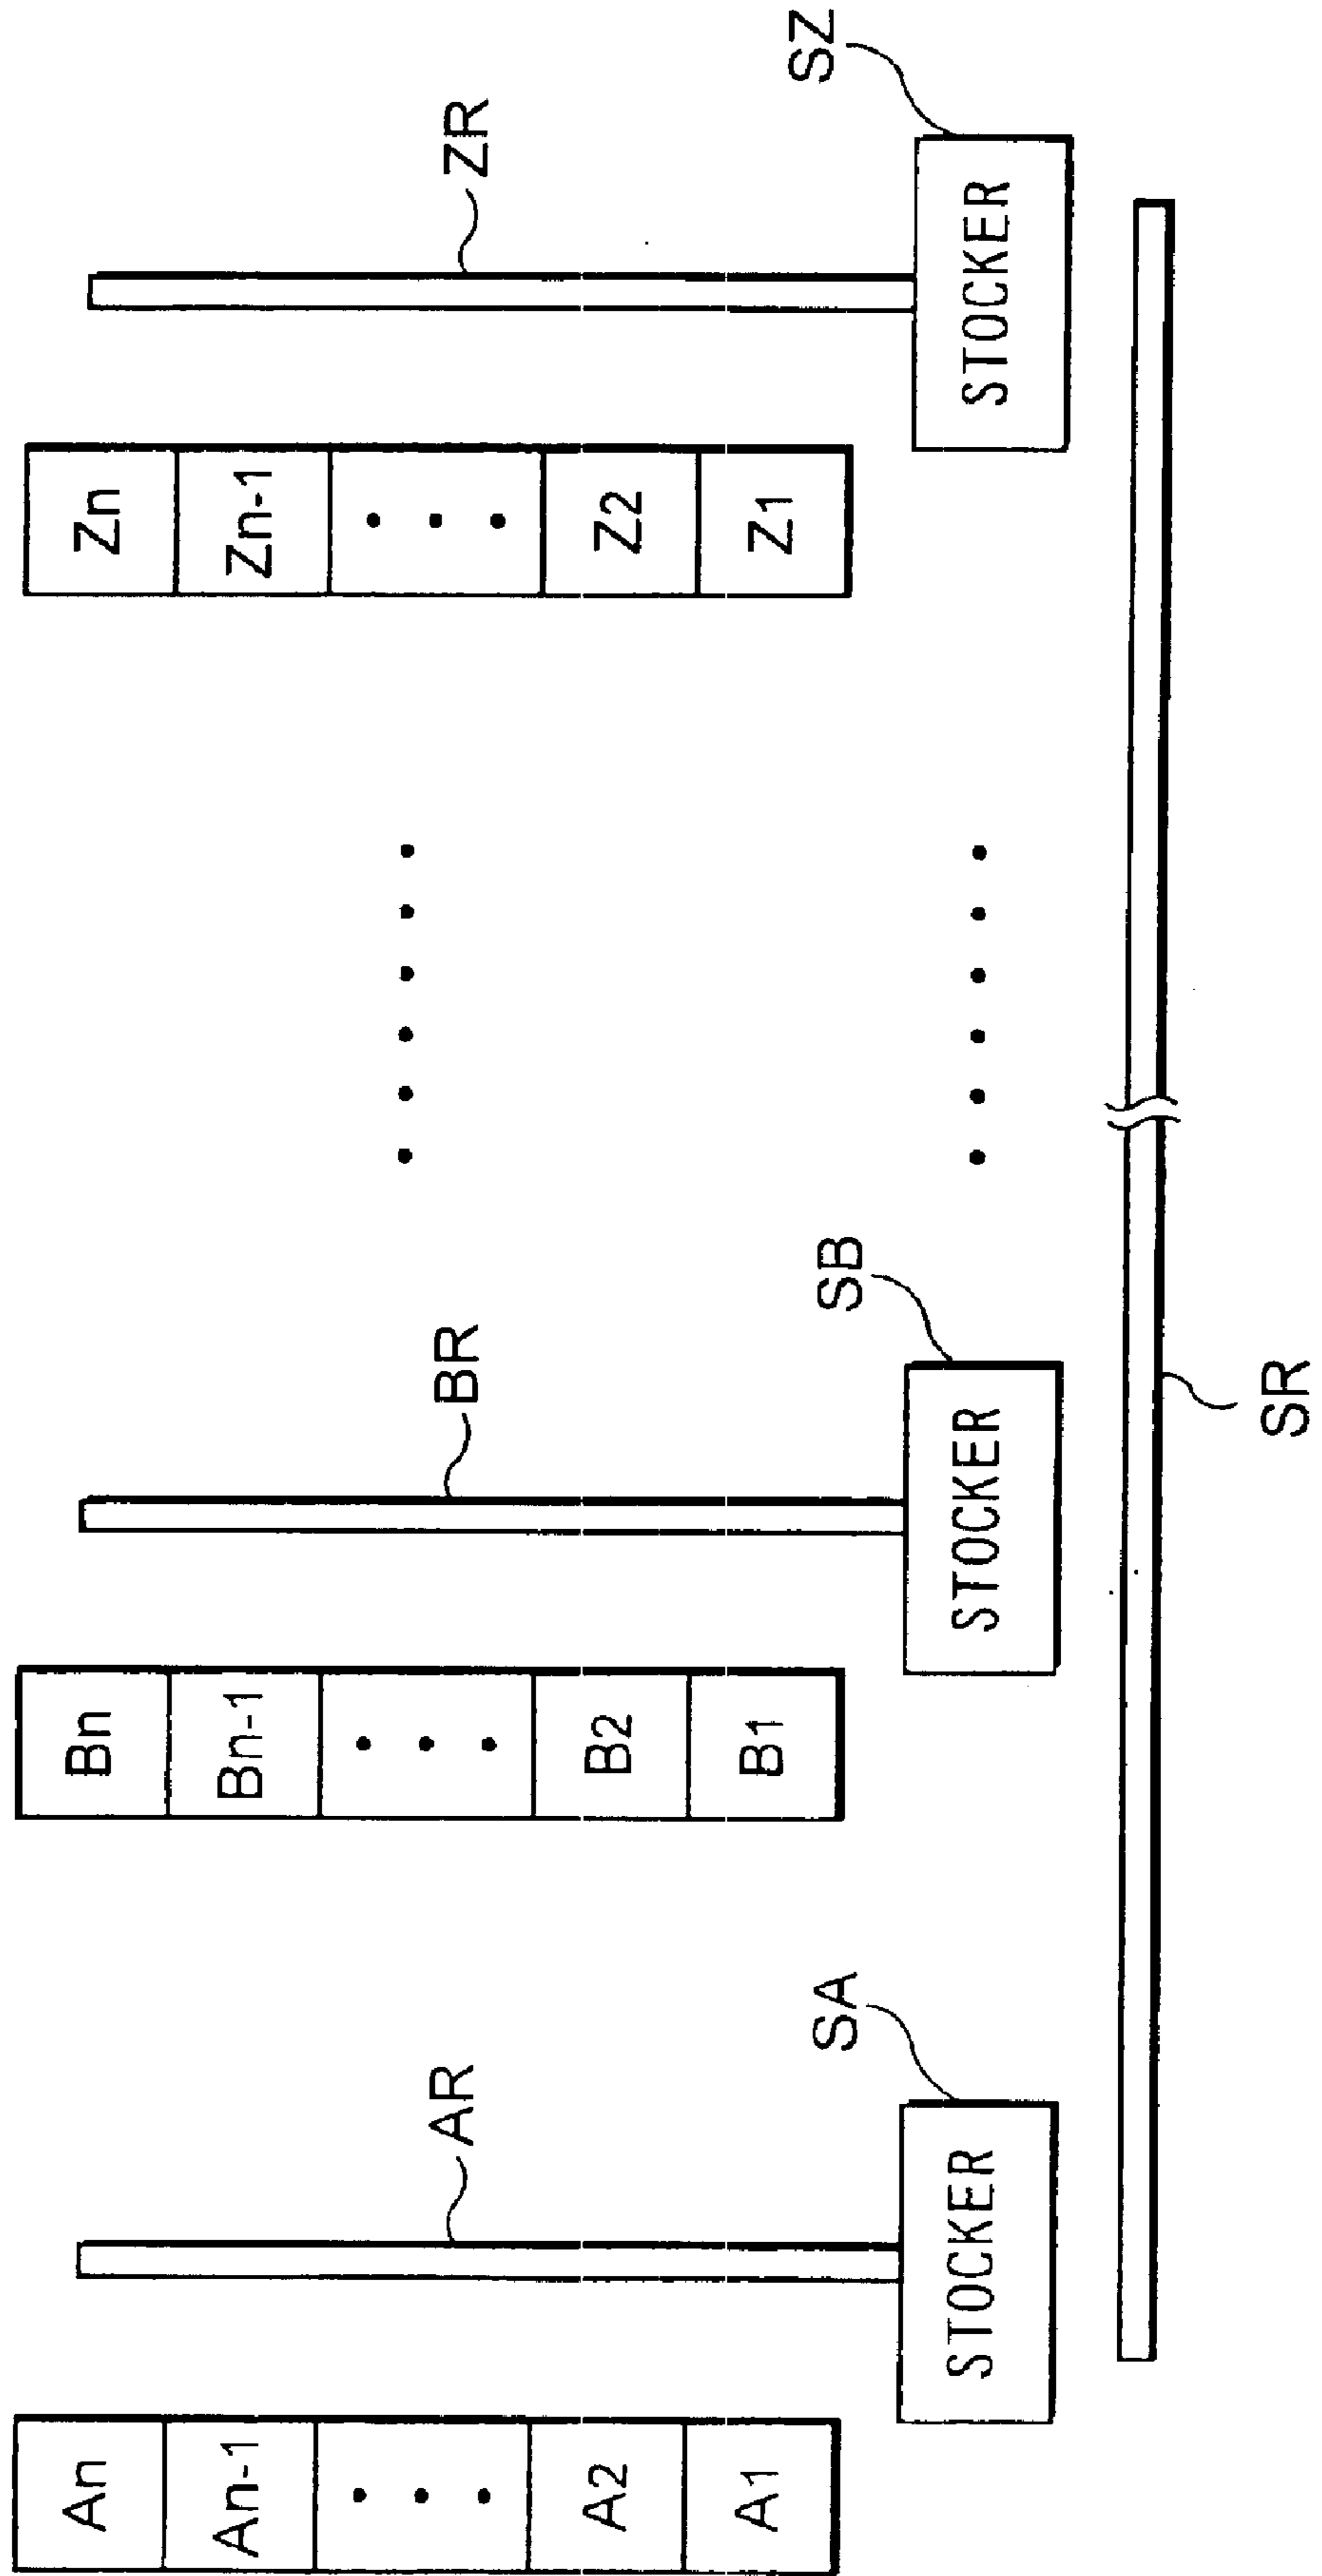 An
An-1
A2
A1
AR
SA
STOCKER
Bn
Bn-1
B2
B1
BR
SB
STOCKER
Zn
Zn-1
Z2
Z1
ZR
SZ
STOCKER
SR